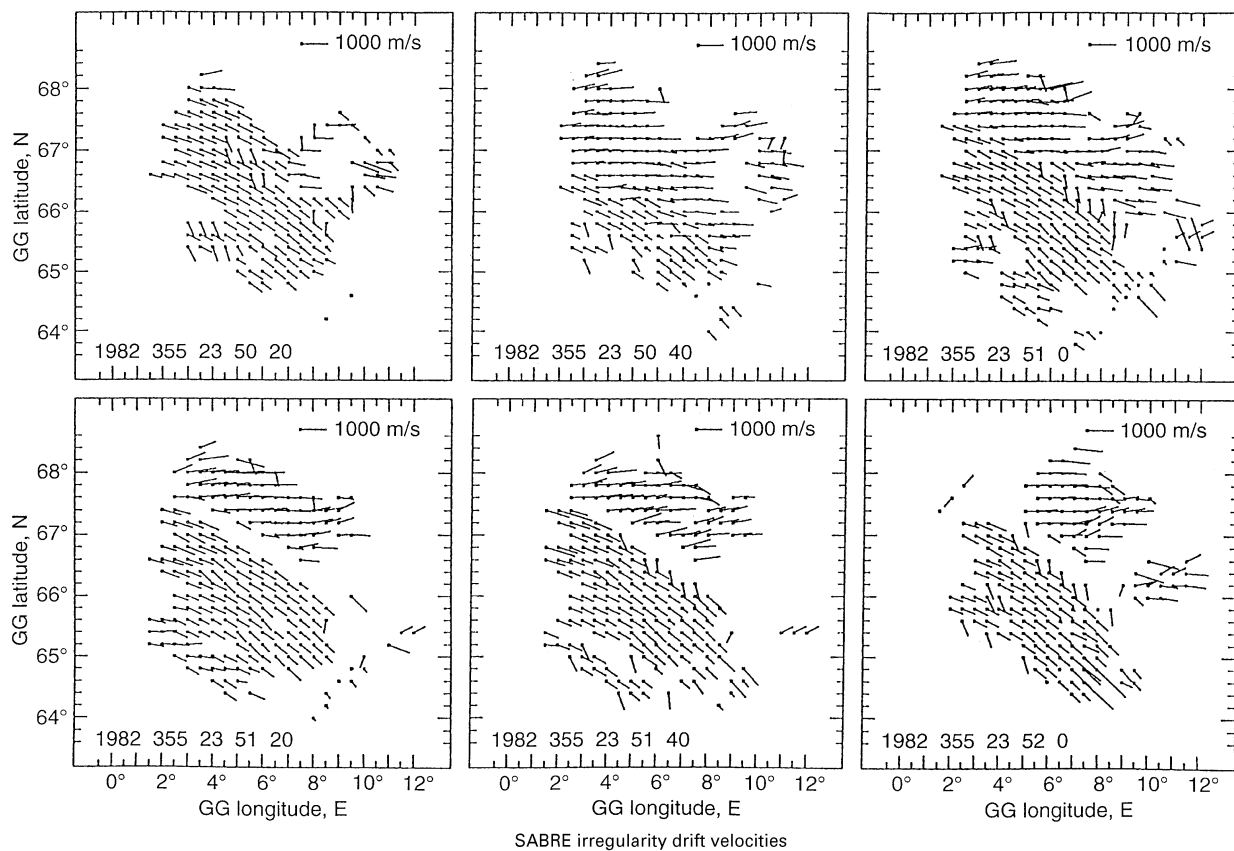 1000 m/s
1000 m/s
1000 m/s
GG latitude, N
68°
67°
66°
65°
64°
1982 355 23 50 20
1982 355 23 50 40
1982 355 23 51 0
1000 m/s
1000 m/s
1000 m/s
GG latitude, N
68°
67°
66°
65°
64°
1982 355 23 51 20
1982 355 23 51 40
1982 355 23 52 0
0° 2° 4° 6° 8° 10° 12°
0° 2° 4° 6° 8° 10° 12°
0° 2° 4° 6° 8° 10° 12°
GG longitude, E
GG longitude, E
GG longitude, E
SABRE irregularity drift velocities